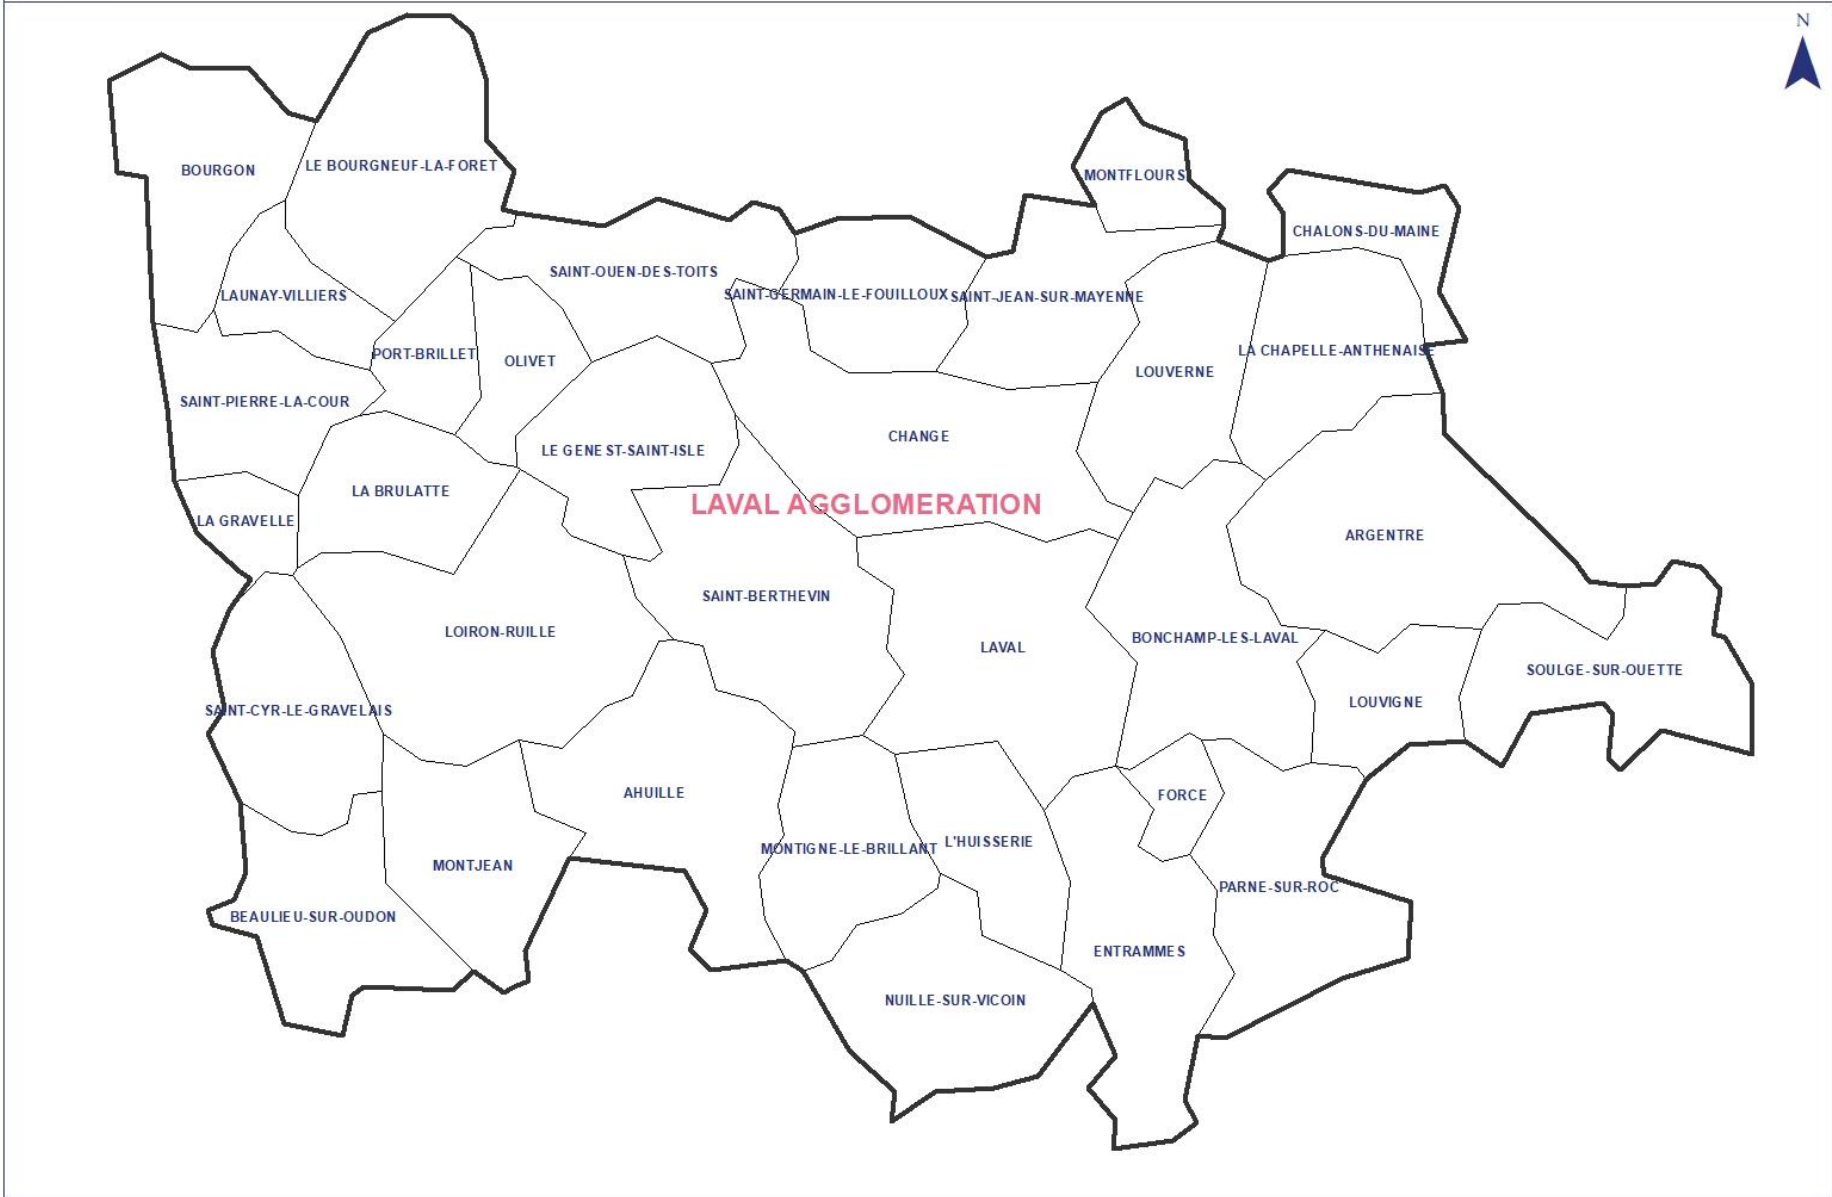 N
BOURGON
LE BOURGNEUF-LA-FORET
MONTFLOURS
CHALONS-DU-MAINE
SAINT-OUEN-DES-TOITS
LAUNAY-VILLIERS
SAINT-GERMAIN-LE-FOUILLOUX
SAINT-JEAN-SUR-MAYENNE
PORT-BRILLET
OLIVET
LA CHAPELLE-ANTHENAISE
LOUVERNE
SAINT-PIERRE-LA-COUR
CHANGE
LE GENEST-SAINT-ISLE
LA BRULATTE
LAVAL AGGLOMERATION
LA GRAVELLE
ARGENTRE
SAINT-BERTHEVIN
LOIRON-RUILLE
BONCHAMP-LES-LAVAL
LAVAL
SOULGE-SUR-OUETTE
LOUVIGNE
SAINT-CYR-LE-GRAVELAIS
AHUILLE
FORCE
L'HUISSERIE
MONTIGNE-LE-BRILLANT
MONTJEAN
PARNE-SUR-ROC
BEAULIEU-SUR-OUDON
ENTRAMMES
NUILLE-SUR-VICOIN